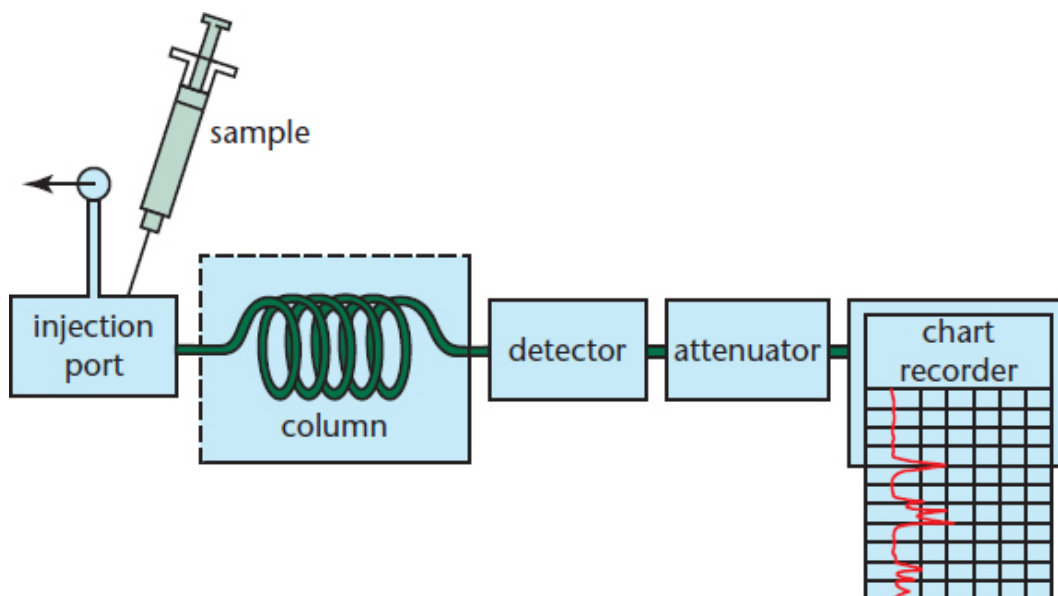 sample
injection
port
column
detector
attenuator
chart
recorder